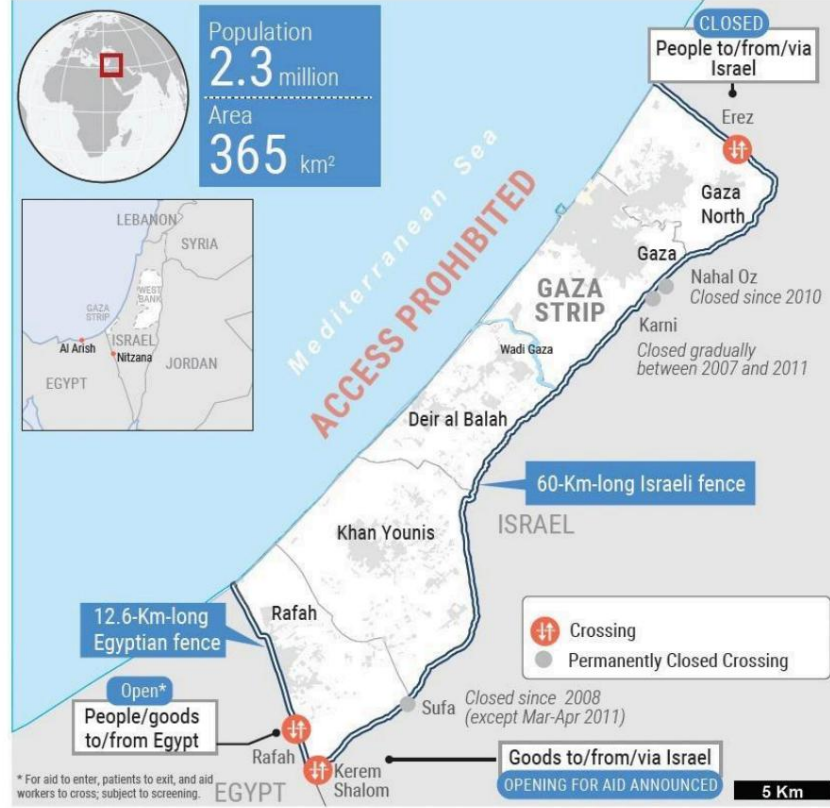 Population
2.3 million
Area
365 km²
CLOSED
People to/from/via
Israel
Erez
Mediterranean Sea
ACCESS PROHIBITED
LEBANON
SYRIA
WEST
BANK
GAZA
STRIP
ISRAEL
Al Arish
Nitzana
JORDAN
EGYPT
Gaza
North
Gaza
GAZA
STRIP
Nahal Oz
Closed since 2010
Karni
Closed gradually
between 2007 and 2011
Wadi Gaza
Deir al Balah
60-Km-long Israeli fence
ISRAEL
Khan Younis
12.6-Km-long
Egyptian fence
Rafah
Crossing
Permanently Closed Crossing
Open*
People/goods
to/from Egypt
Rafah
Sufa
Closed since 2008
(except Mar-Apr 2011)
Kerem
Shalom
Goods to/from/via Israel
OPENING FOR AID ANNOUNCED
* For aid to enter, patients to exit, and aid
workers to cross; subject to screening.
EGYPT
5 Km